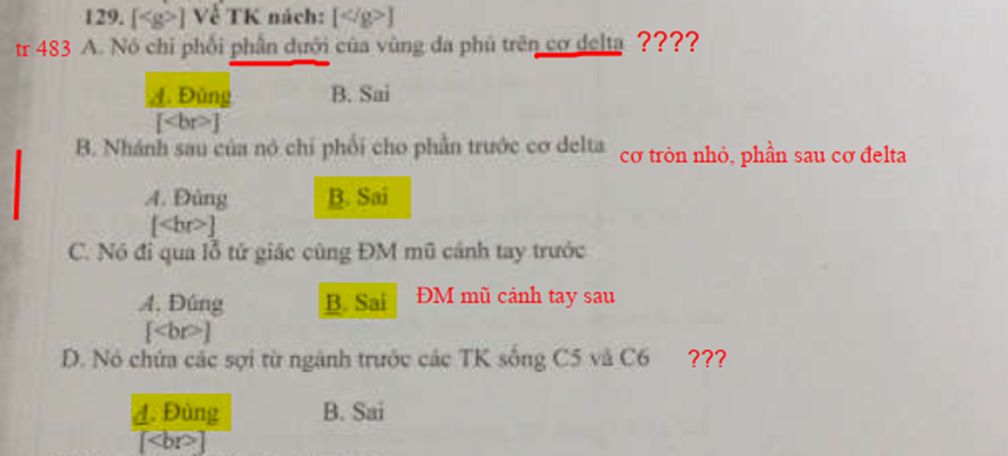 129. [<g>] Về TK nách: [</g>]
tr 483 A. Nó chi phối phần dưới của vùng da phủ trên cơ delta ????
A. Đúng B. Sai
[<br>]
B. Nhánh sau của nó chi phối cho phần trước cơ delta cơ tròn nhỏ, phần sau cơ đelta
A. Đúng B. Sai
[<br>]
C. Nó đi qua lỗ tứ giác cùng ĐM mũ cánh tay trước
A. Đúng B. Sai ĐM mũ cánh tay sau
[<br>]
D. Nó chứa các sợi từ ngành trước các TK sống C5 và C6 ???
A. Đúng B. Sai
[<br>]